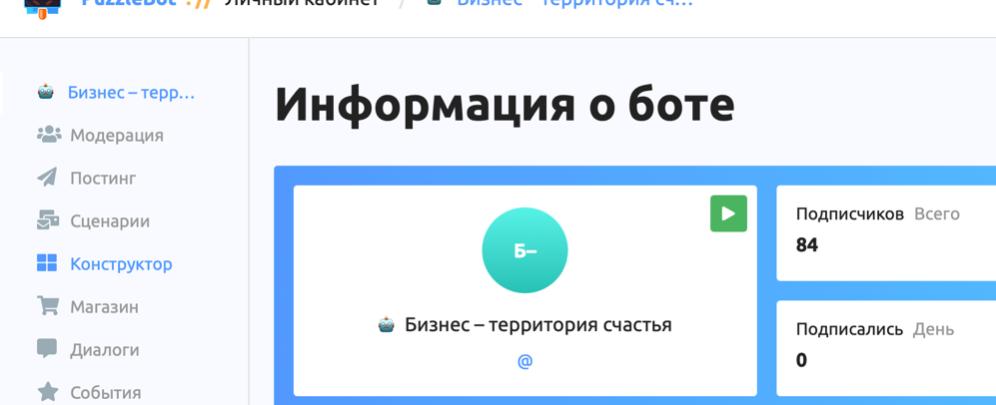 PuzzleBot :// Личный кабинет / Бизнес – территория сч...
Бизнес – терр...
Модерация
Постинг
Сценарии
Конструктор
Магазин
Диалоги
События
Информация о боте
Б–
Бизнес – территория счастья
@
Подписчиков Всего
84
Подписались День
0